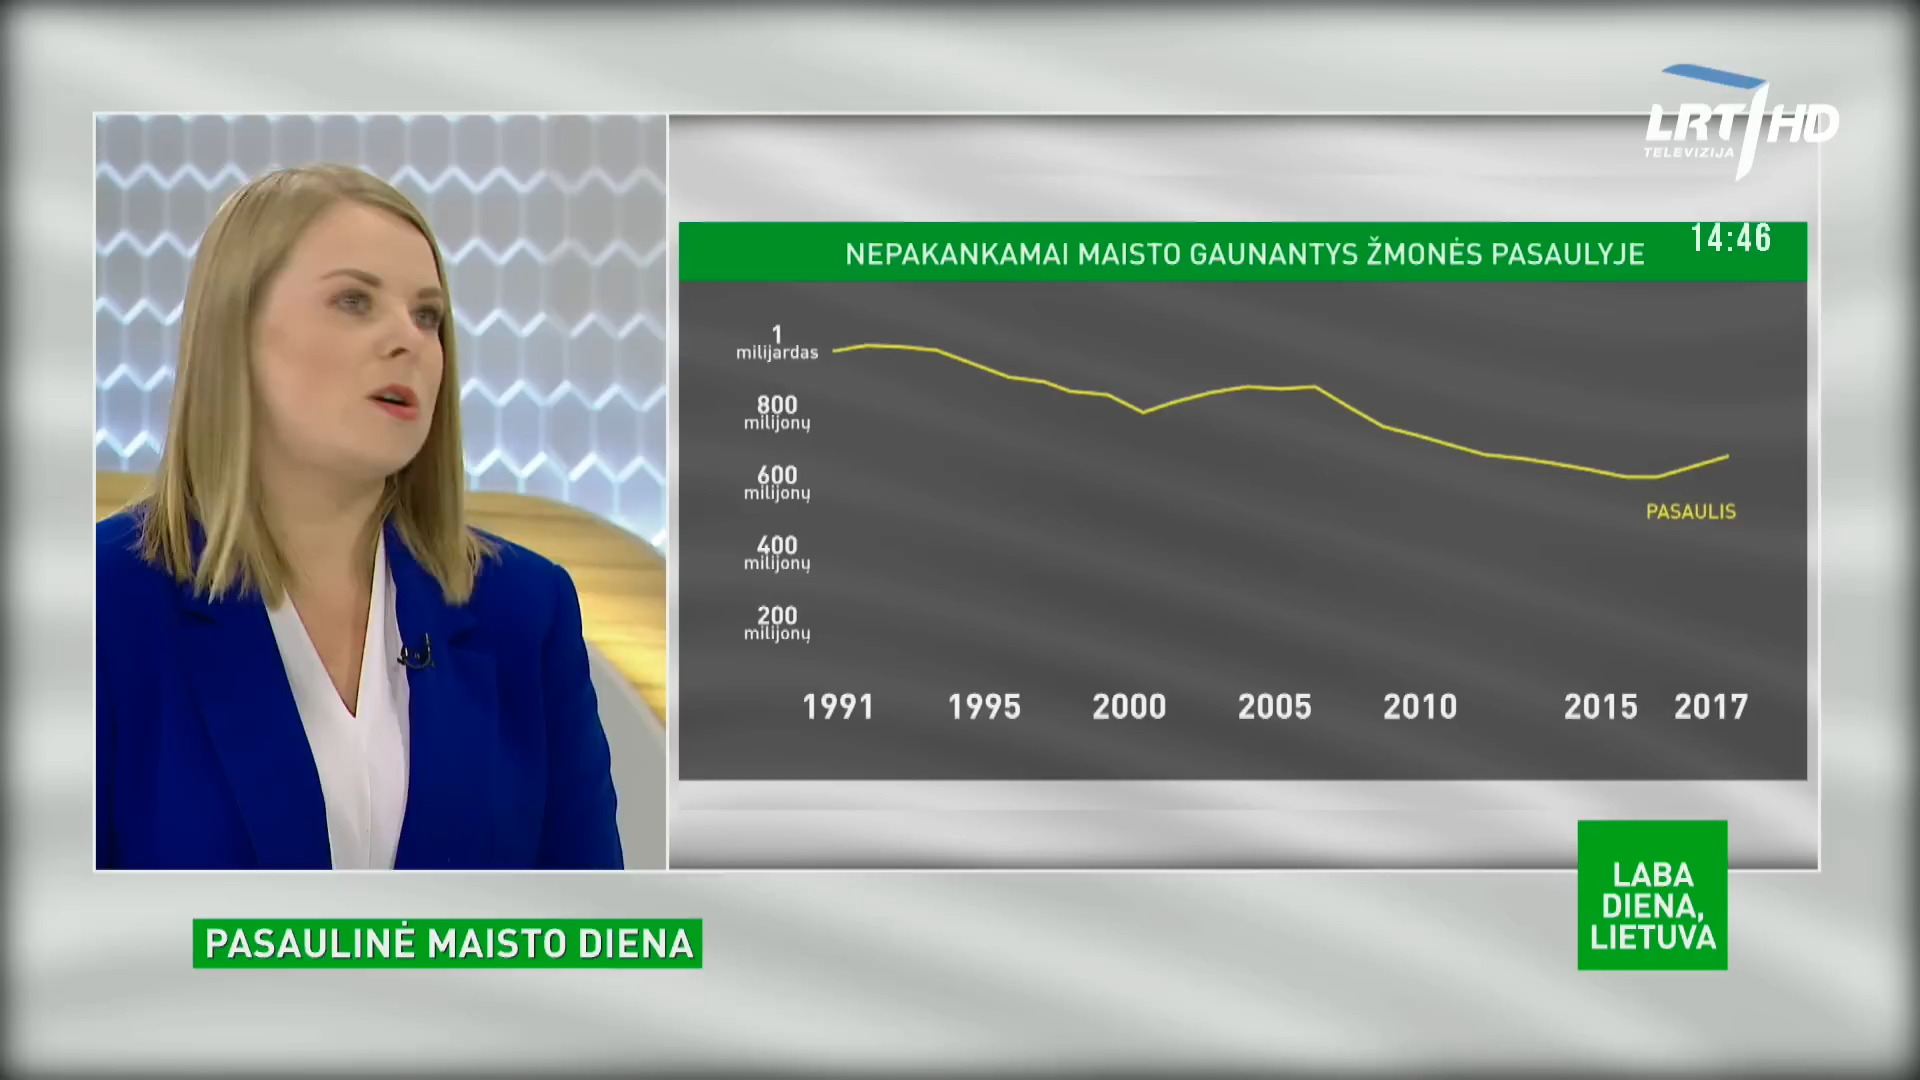 LRT HD
TELEVIZIJA
14:46
NEPAKANKAMAI MAISTO GAUNANTYS ŽMONĖS PASAULYJE
1
milijardas
800
milijonų
600
milijonų
400
milijonų
200
milijonų
PASAULIS
1991 1995 2000 2005 2010 2015 2017
LABA
DIENA,
LIETUVA
PASAULINĖ MAISTO DIENA